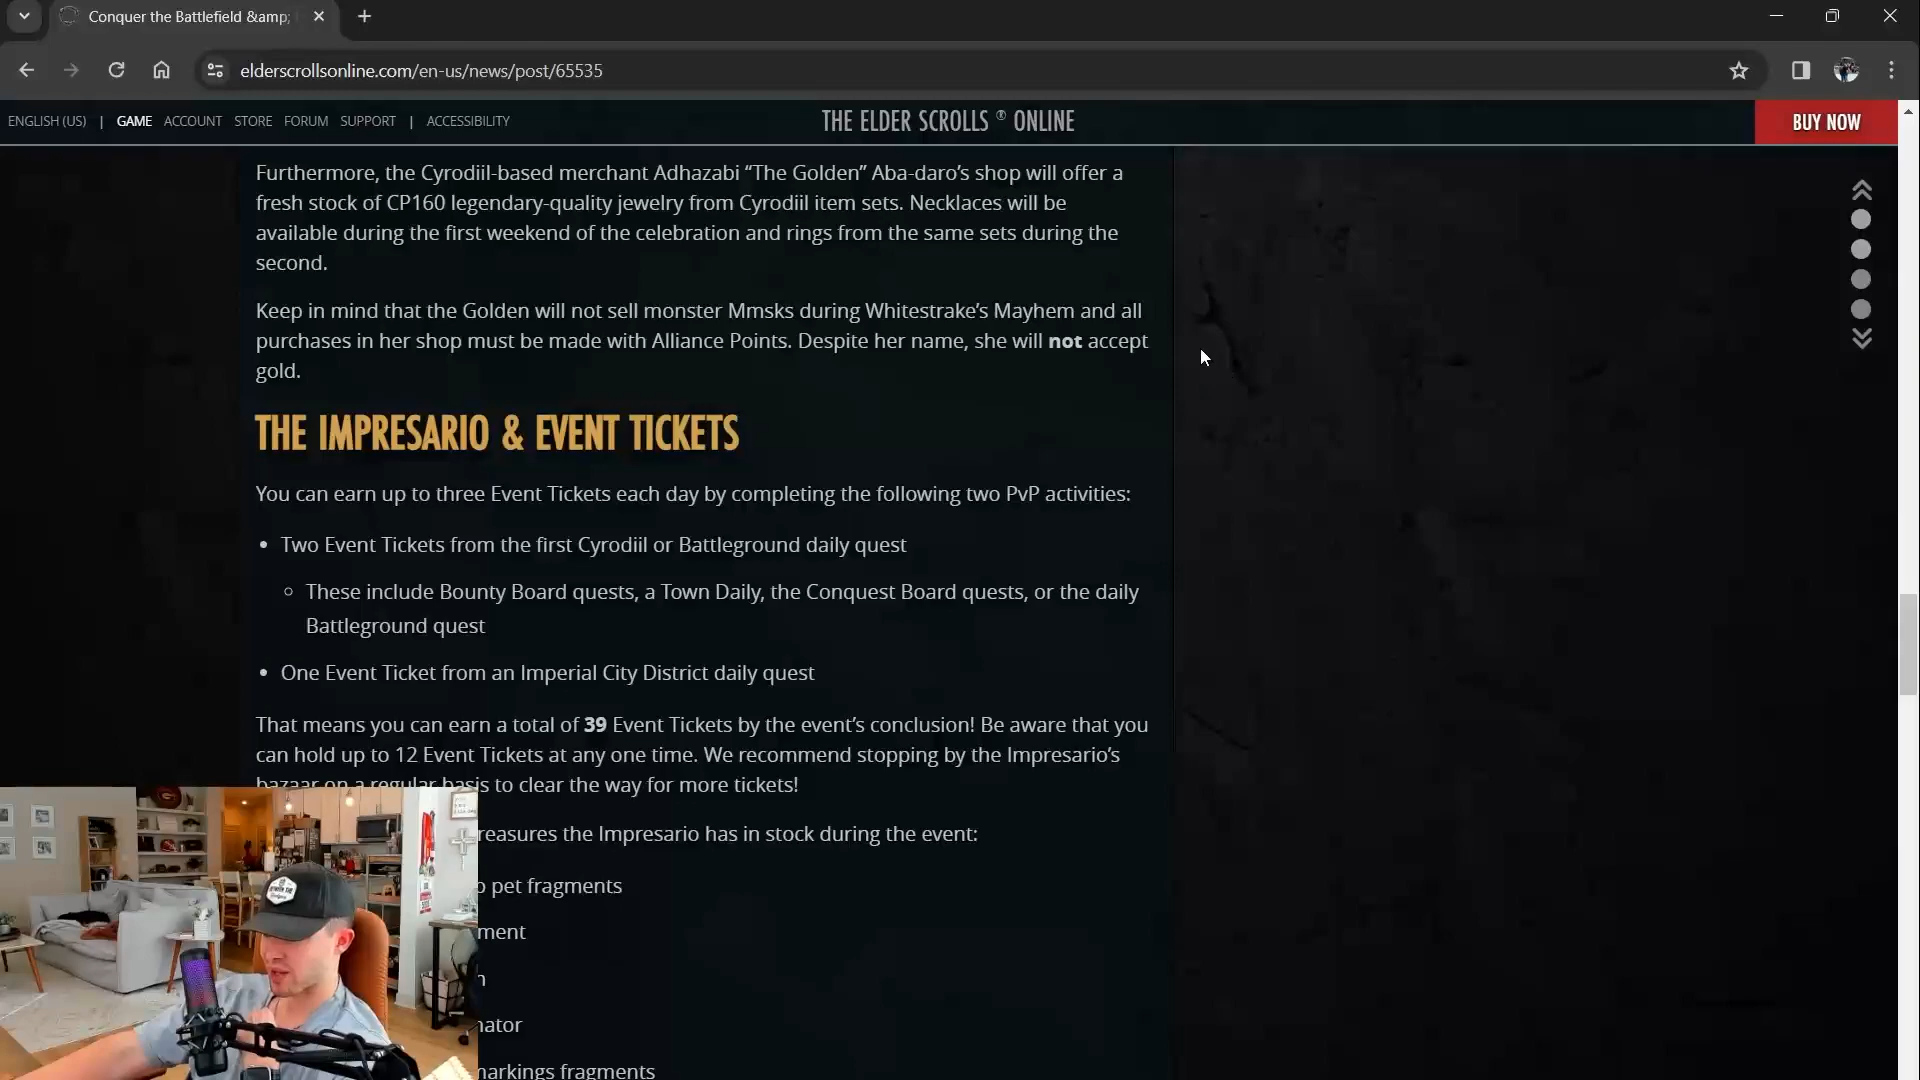 Conquer the Battlefield &amp;
elderscrollsonline.com/en-us/news/post/65535
ENGLISH (US) | GAME ACCOUNT STORE FORUM SUPPORT | ACCESSIBILITY
THE ELDER SCROLLS ® ONLINE
BUY NOW
Furthermore, the Cyrodiil-based merchant Adhazabi “The Golden” Aba-daro’s shop will offer a
fresh stock of CP160 legendary-quality jewelry from Cyrodiil item sets. Necklaces will be
available during the first weekend of the celebration and rings from the same sets during the
second.
Keep in mind that the Golden will not sell monster Mmsks during Whitestrake’s Mayhem and all
purchases in her shop must be made with Alliance Points. Despite her name, she will not accept
gold.
THE IMPRESARIO & EVENT TICKETS
You can earn up to three Event Tickets each day by completing the following two PvP activities:
• Two Event Tickets from the first Cyrodiil or Battleground daily quest
◦ These include Bounty Board quests, a Town Daily, the Conquest Board quests, or the daily
Battleground quest
• One Event Ticket from an Imperial City District daily quest
That means you can earn a total of 39 Event Tickets by the event’s conclusion! Be aware that you
can hold up to 12 Event Tickets at any one time. We recommend stopping by the Impresario’s
bazaar on a regular basis to clear the way for more tickets!
reasures the Impresario has in stock during the event:
pet fragments
ment
nator
markings fragments